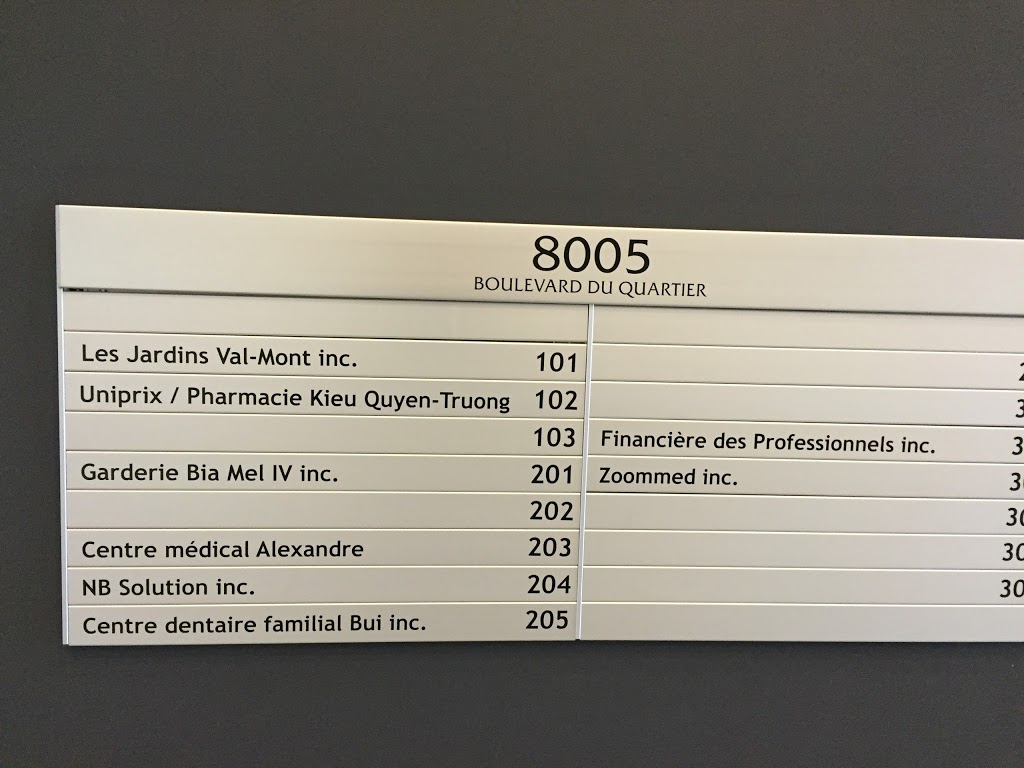 8005
BOULEVARD DU QUARTIER
Les Jardins Val-Mont inc. 101
Uniprix / Pharmacie Kieu Quyen-Truong 102
103
Garderie Bia Mel IV inc. 201
202
Centre médical Alexandre 203
NB Solution inc. 204
Centre dentaire familial Bui inc. 205
Financière des Professionnels inc.
Zoommed inc.